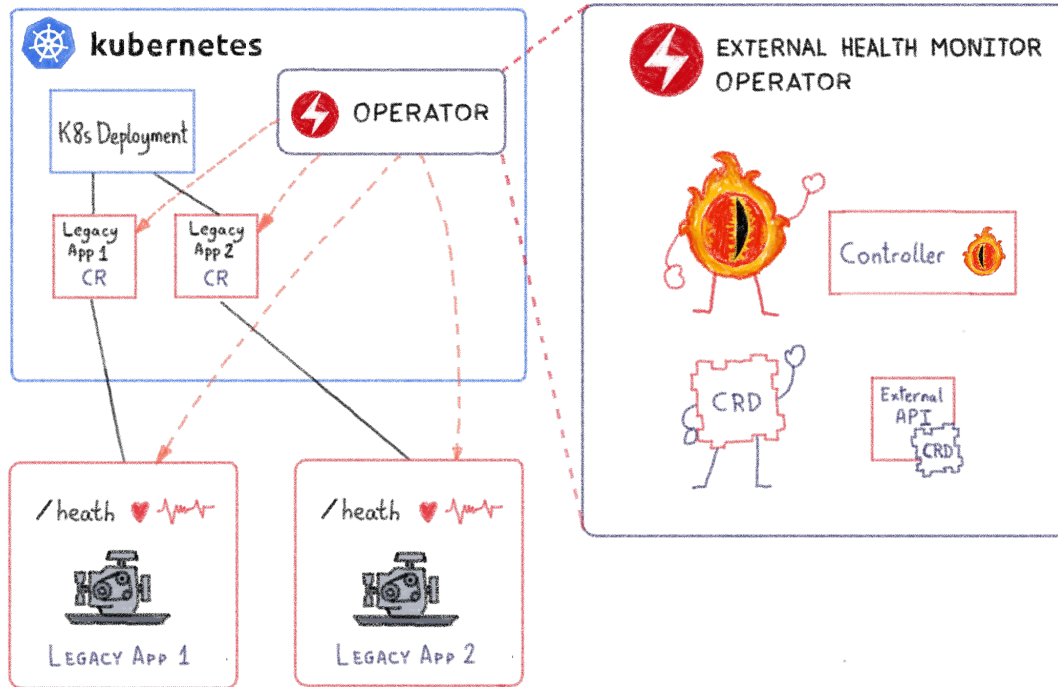 kubernetes
OPERATOR
K8s Deployment
Legacy
App 1
CR
Legacy
App 2
CR
/heath
LEGACY APP 1
/heath
LEGACY APP 2
EXTERNAL HEALTH MONITOR
OPERATOR
Controller
CRD
External
API
CRD